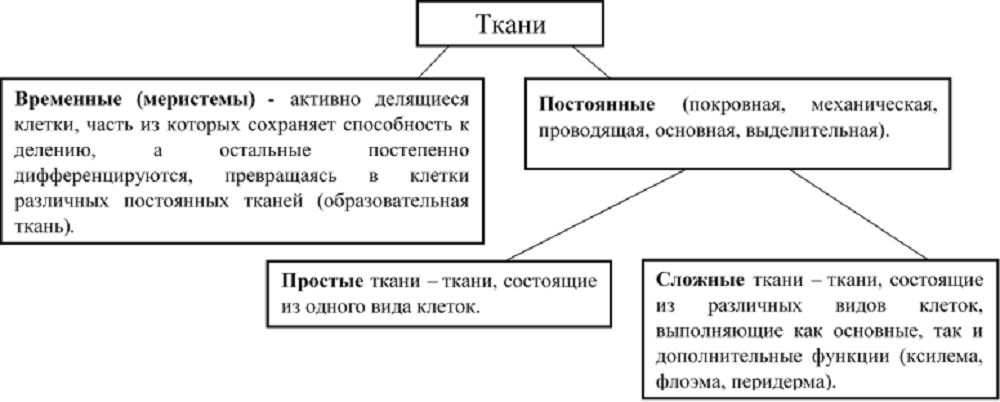 Ткани
Временные (меристемы) - активно делящиеся
клетки, часть из которых сохраняет способность к
делению, а остальные постепенно
дифференцируются, превращаясь в клетки
различных постоянных тканей (образовательная
ткань).
Постоянные (покровная, механическая,
проводящая, основная, выделительная).
Простые ткани – ткани, состоящие
из одного вида клеток.
Сложные ткани – ткани, состоящие
из различных видов клеток,
выполняющие как основные, так и
дополнительные функции (ксилема,
флоэма, перидерма).